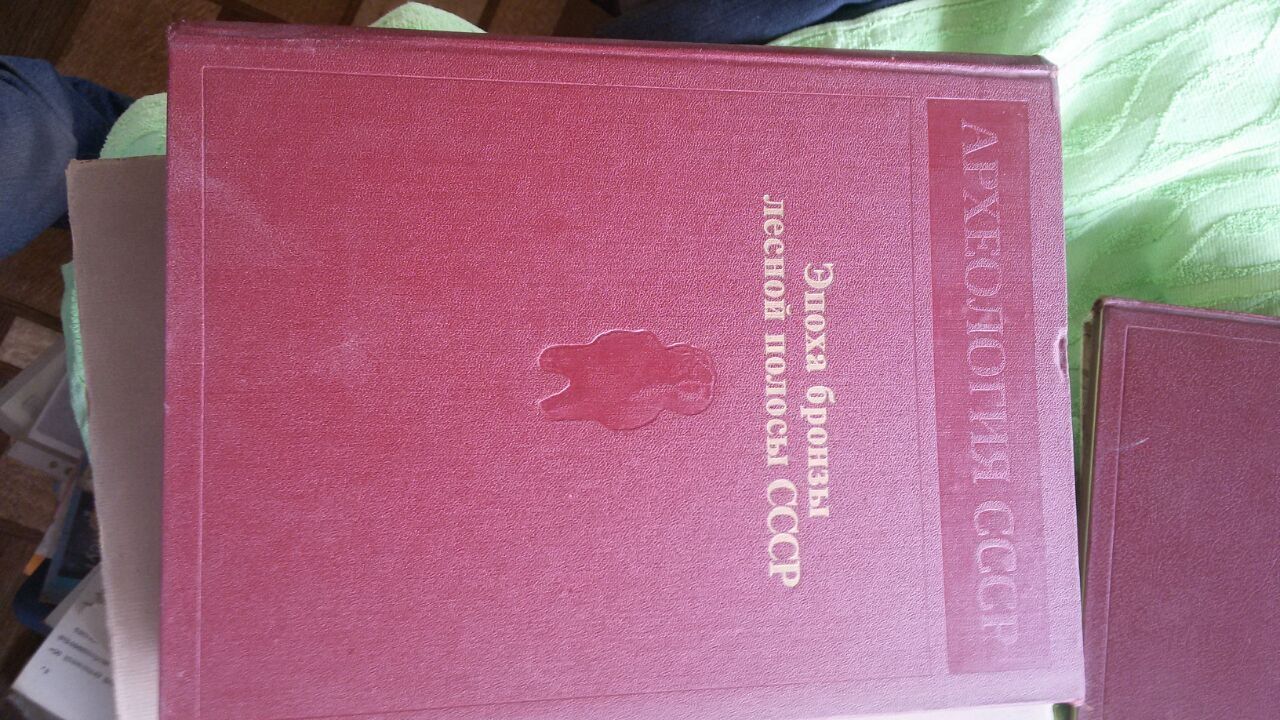 АРХЕОЛОГИЯ СССР
Эпоха бронзы
лесной полосы СССР